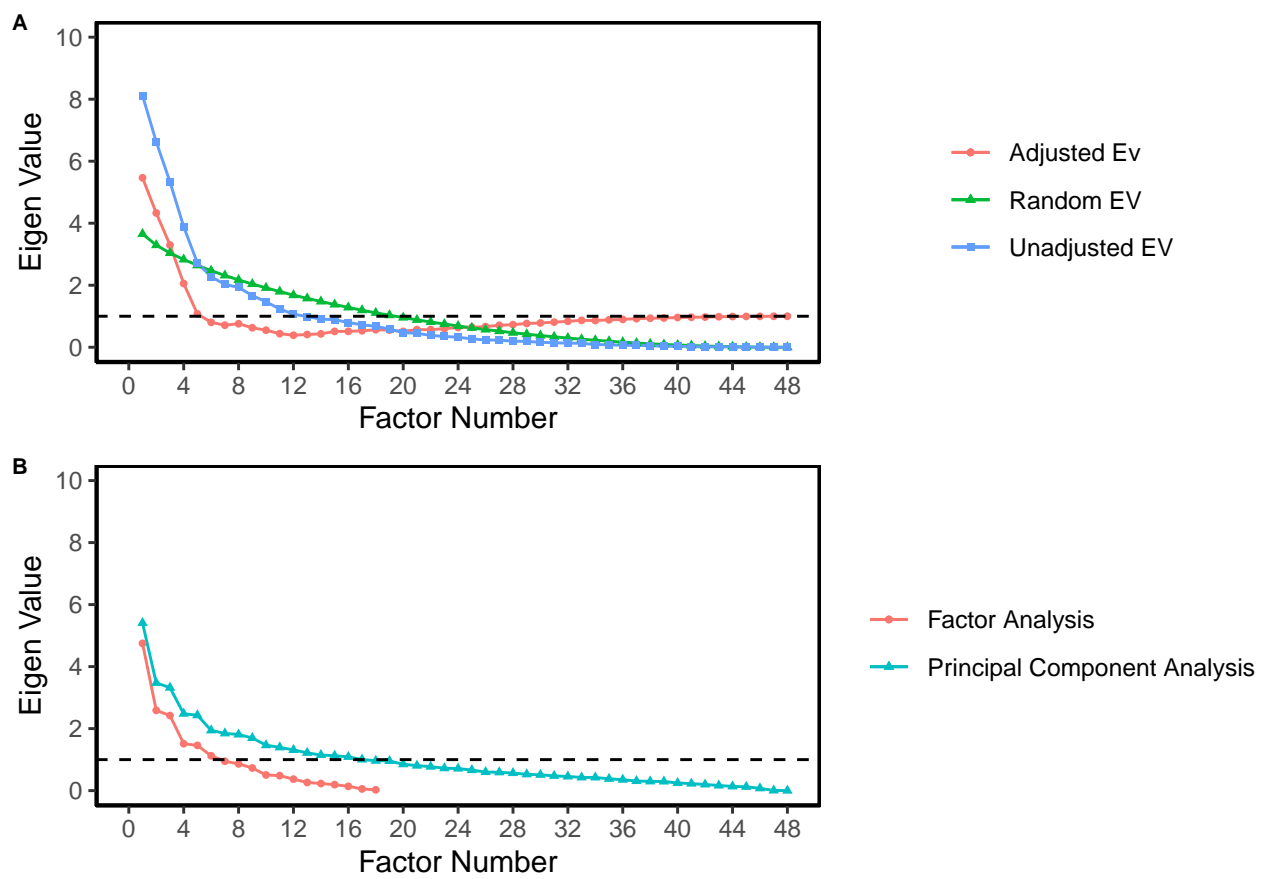 A
10
8
6
4
2
0
Eigen Value
0 4 8 12 16 20 24 28 32 36 40 44 48
Factor Number
Adjusted Ev
Random EV
Unadjusted EV
B
10
8
6
4
2
0
Eigen Value
0 4 8 12 16 20 24 28 32 36 40 44 48
Factor Number
Factor Analysis
Principal Component Analysis